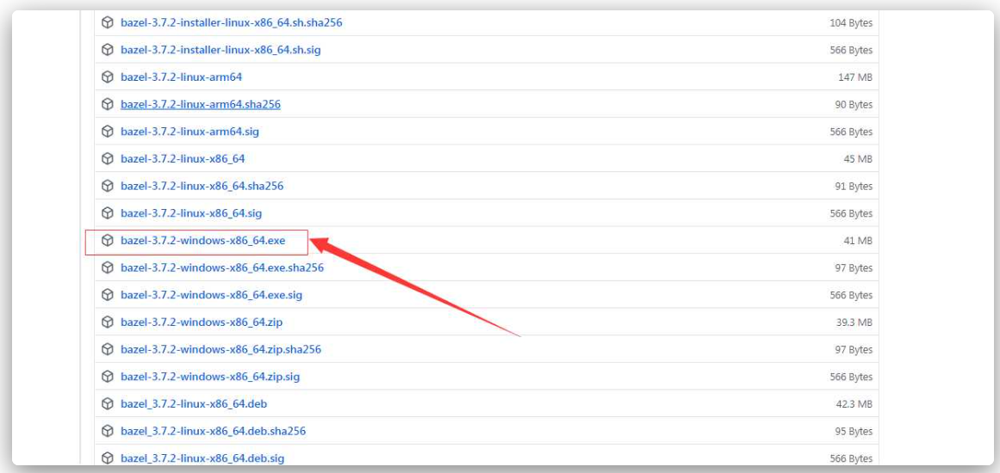 bazel-3.7.2-installer-linux-x86_64.sh.sha256 104 Bytes
bazel-3.7.2-installer-linux-x86_64.sh.sig 566 Bytes
bazel-3.7.2-linux-arm64 147 MB
bazel-3.7.2-linux-arm64.sha256 90 Bytes
bazel-3.7.2-linux-arm64.sig 566 Bytes
bazel-3.7.2-linux-x86_64 45 MB
bazel-3.7.2-linux-x86_64.sha256 91 Bytes
bazel-3.7.2-linux-x86_64.sig 566 Bytes
bazel-3.7.2-windows-x86_64.exe 41 MB
bazel-3.7.2-windows-x86_64.exe.sha256 97 Bytes
bazel-3.7.2-windows-x86_64.exe.sig 566 Bytes
bazel-3.7.2-windows-x86_64.zip 39.3 MB
bazel-3.7.2-windows-x86_64.zip.sha256 97 Bytes
bazel-3.7.2-windows-x86_64.zip.sig 566 Bytes
bazel_3.7.2-linux-x86_64.deb 42.3 MB
bazel_3.7.2-linux-x86_64.deb.sha256 95 Bytes
bazel_3.7.2-linux-x86_64.deb.sig 566 Bytes